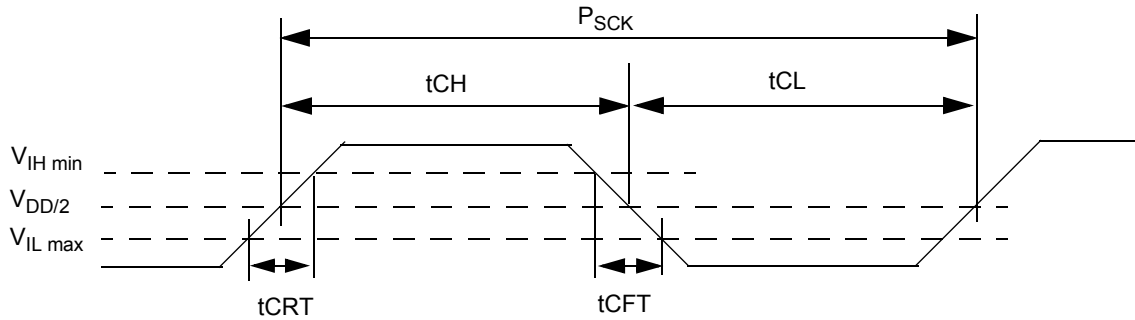 PSCK
tCH
tCL
VIH min
VDD/2
VIL max
tCRT
tCFT